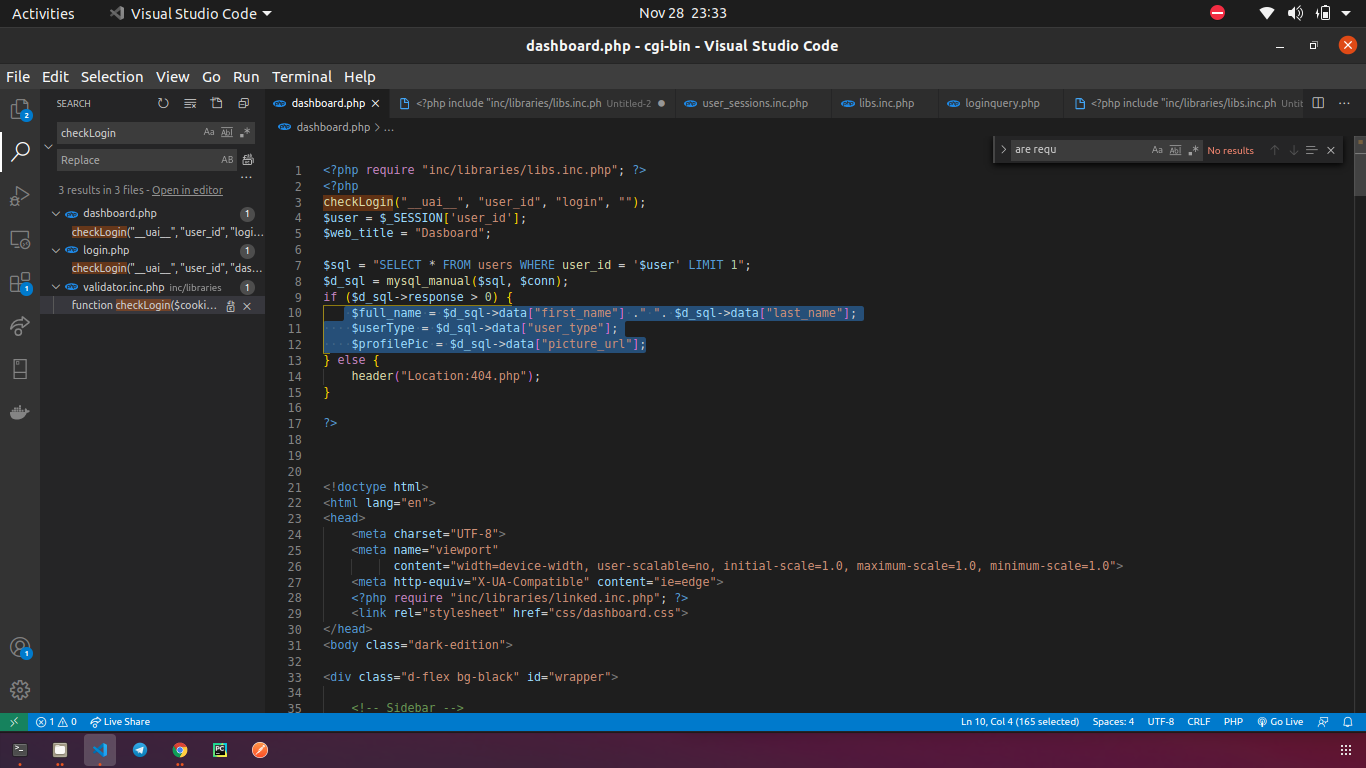 Activities
Visual Studio Code
Nov 28 23:33
dashboard.php - cgi-bin - Visual Studio Code
File Edit Selection View Go Run Terminal Help
2
SEARCH
dashboard.php
<?php include "inc/libraries/libs.inc.ph Untitled-2
user_sessions.inc.php
libs.inc.php
loginquery.php
<?php include "inc/libraries/libs.inc.ph Untit
checkLogin
Aa Abl .*
dashboard.php > ...
Replace
AB
are requ
Aa Abl .*
No results
3 results in 3 files - Open in editor
dashboard.php
1
checkLogin("__uai__", "user_id", "logi...
login.php
1
checkLogin("__uai__", "user_id", "das...
validator.inc.php inc/libraries
1
function checkLogin($cooki...
1
1
1 <?php require "inc/libraries/libs.inc.php"; ?>
2 <?php
3 checkLogin("__uai__", "user_id", "login", "");
4 $user = $_SESSION['user_id'];
5 $web_title = "Dasboard";
6
7 $sql = "SELECT * FROM users WHERE user_id = '$user' LIMIT 1";
8 $d_sql = mysql_manual($sql, $conn);
9 if ($d_sql->response > 0) {
10 $full_name = $d_sql->data["first_name"] ." ". $d_sql->data["last_name"];
11 $userType = $d_sql->data["user_type"];
12 $profilePic = $d_sql->data["picture_url"];
13 } else {
14 header("Location:404.php");
15 }
16
17 ?>
18
19
20
21 <!doctype html>
22 <html lang="en">
23 <head>
24 <meta charset="UTF-8">
25 <meta name="viewport"
26 content="width=device-width, user-scalable=no, initial-scale=1.0, maximum-scale=1.0, minimum-scale=1.0">
27 <meta http-equiv="X-UA-Compatible" content="ie=edge">
28 <?php require "inc/libraries/linked.inc.php"; ?>
29 <link rel="stylesheet" href="css/dashboard.css">
30 </head>
31 <body class="dark-edition">
32
33 <div class="d-flex bg-black" id="wrapper">
34
35 <!-- Sidebar -->
1 0 Live Share
Ln 10, Col 4 (165 selected) Spaces: 4 UTF-8 CRLF PHP Go Live
PC